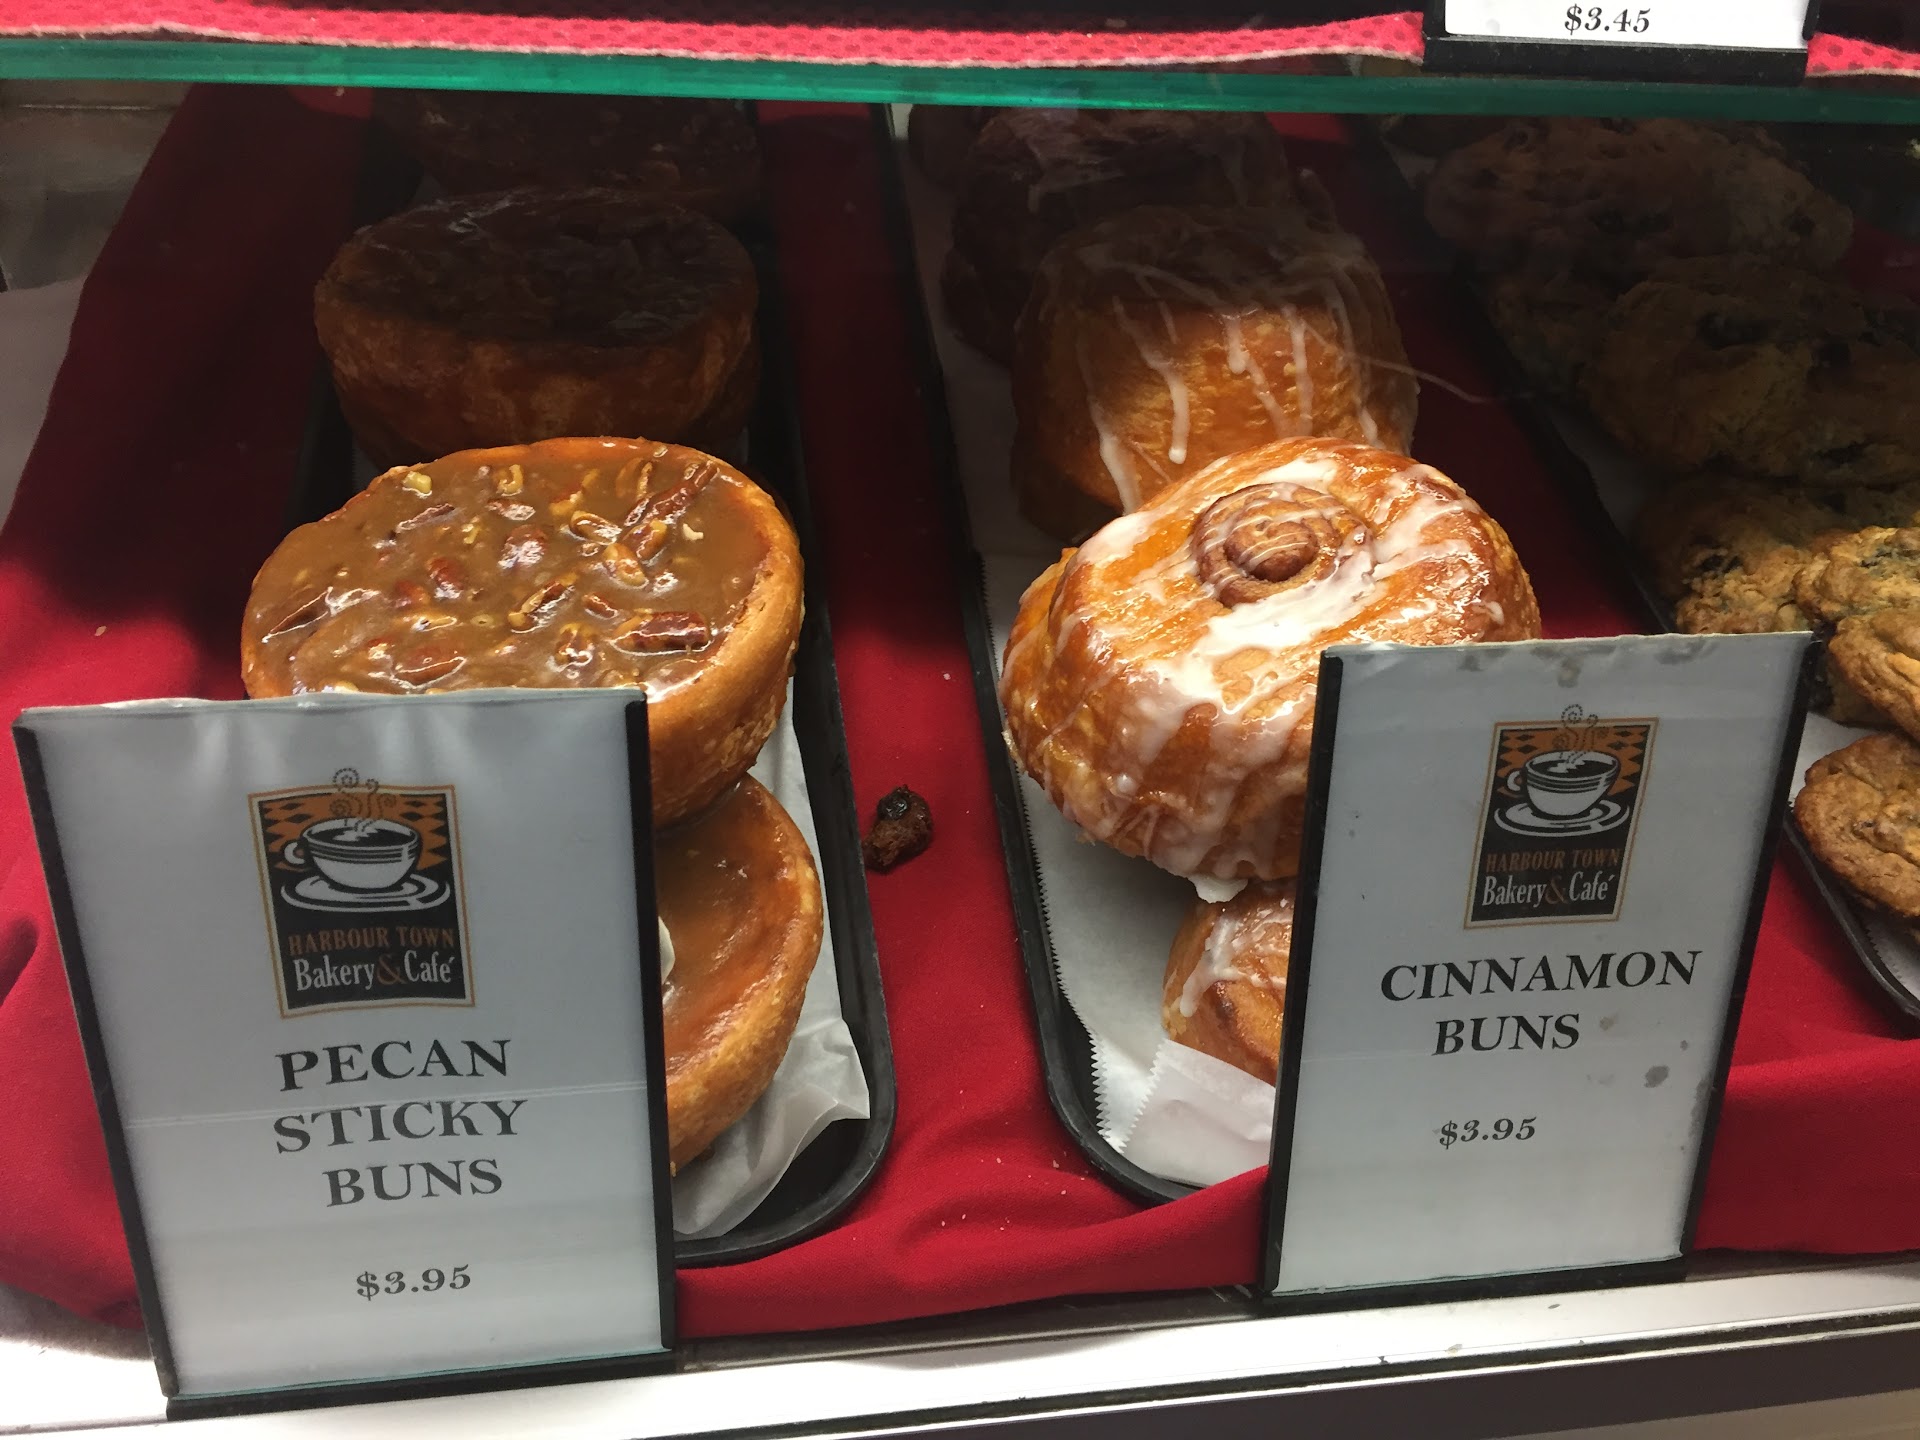 $3.45
HARBOUR TOWN
Bakery & Café
PECAN
STICKY
BUNS
$3.95
HARBOUR TOWN
Bakery & Café
CINNAMON
BUNS
$3.95